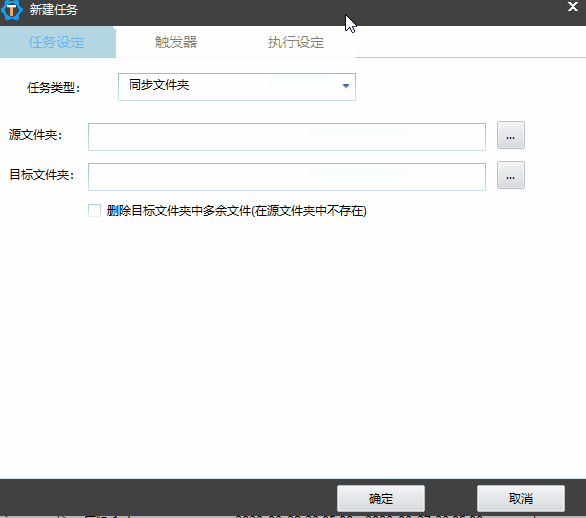 新建任务
任务设定 触发器 执行设定
任务类型: 同步文件夹
源文件夹: ...
目标文件夹: ...
删除目标文件夹中多余文件(在源文件夹中不存在)
确定 取消